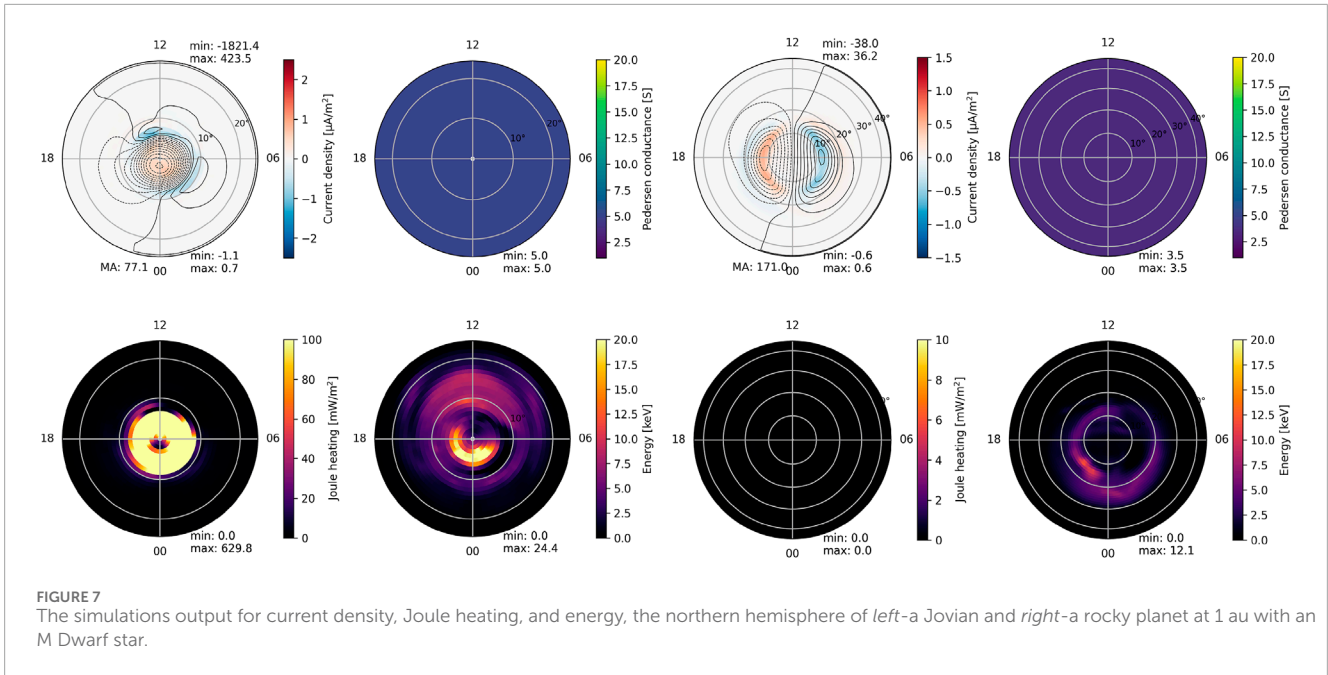 12
min: -1821.4
max: 423.5
18
10°
20°
MA: 77.1
00
min: -1.1
max: 0.7
2
1
0
−1
−2
Current density [μA/m²]
12
10°
20°
06
00
min: 5.0
max: 5.0
20.0
17.5
15.0
12.5
10.0
7.5
5.0
2.5
Pedersen conductance [S]
12
min: -38.0
max: 36.2
18
10°
20°
30°
40°
MA: 171.0
00
min: -0.6
max: 0.6
1.5
1.0
0.5
0.0
−0.5
−1.0
−1.5
Current density [μA/m²]
12
10°
20°
30°
40°
06
00
min: 3.5
max: 3.5
20.0
17.5
15.0
12.5
10.0
7.5
5.0
2.5
Pedersen conductance [S]
12
18
00
min: 0.0
max: 629.8
100
80
60
40
20
0
Joule heating [mW/m²]
12
10°
06
00
min: 0.0
max: 24.4
20.0
17.5
15.0
12.5
10.0
7.5
5.0
2.5
0.0
Energy [keV]
12
18
00
min: 0.0
max: 0.0
10
8
6
4
2
0
Joule heating [mW/m²]
12
06
00
min: 0.0
max: 12.1
20.0
17.5
15.0
12.5
10.0
7.5
5.0
2.5
0.0
Energy [keV]
FIGURE 7
The simulations output for current density, Joule heating, and energy, the northern hemisphere of left-a Jovian and right-a rocky planet at 1 au with an
M Dwarf star.